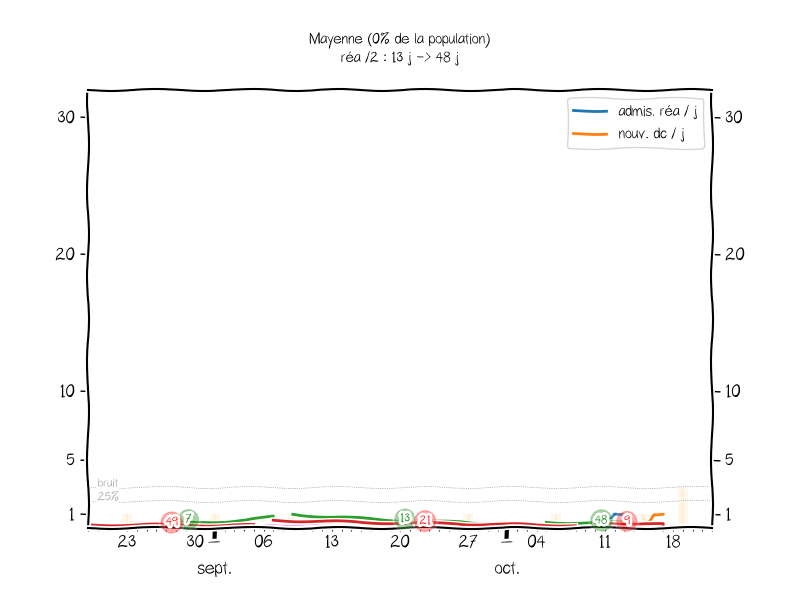 Mayenne (0% de la population)
réa /2 : 13 j -> 48 j
admis. réa / j
nouv. dc / j
30
30
20
20
10
10
5
5
bruit
25%
1
1
49 7 13 21 48 9
23 30 06 13 20 27 04 11 18
sept. oct.